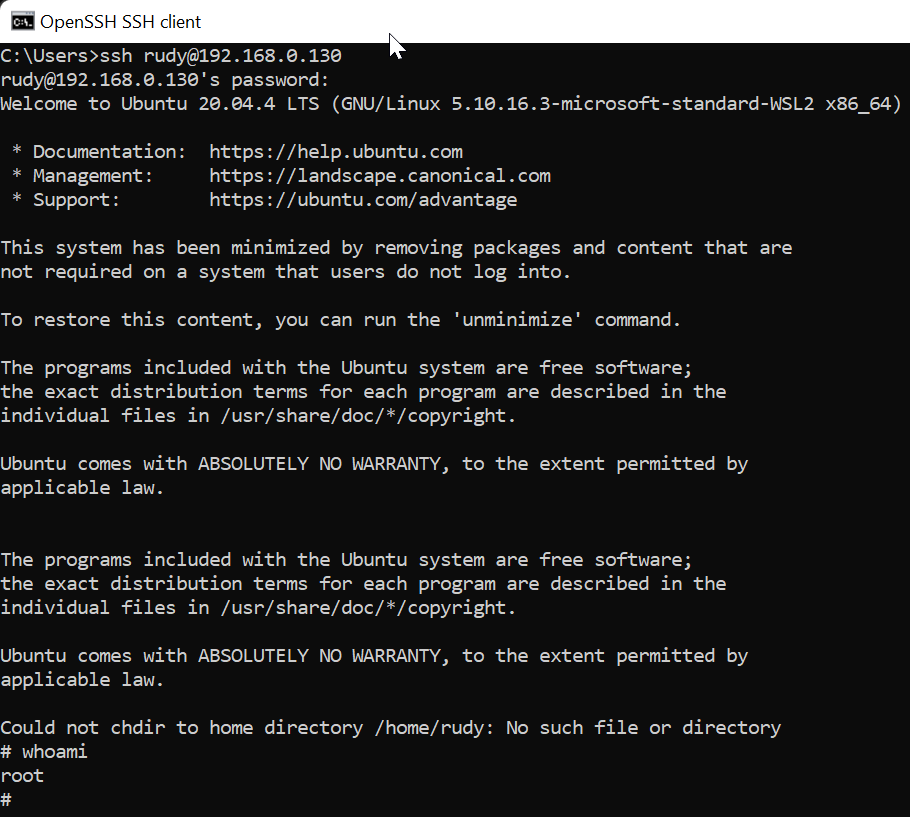 OpenSSH SSH client
C:\Users>ssh rudy@192.168.0.130
rudy@192.168.0.130's password:
Welcome to Ubuntu 20.04.4 LTS (GNU/Linux 5.10.16.3-microsoft-standard-WSL2 x86_64)

 * Documentation:  https://help.ubuntu.com
 * Management:     https://landscape.canonical.com
 * Support:        https://ubuntu.com/advantage

This system has been minimized by removing packages and content that are
not required on a system that users do not log into.

To restore this content, you can run the 'unminimize' command.

The programs included with the Ubuntu system are free software;
the exact distribution terms for each program are described in the
individual files in /usr/share/doc/*/copyright.

Ubuntu comes with ABSOLUTELY NO WARRANTY, to the extent permitted by
applicable law.


The programs included with the Ubuntu system are free software;
the exact distribution terms for each program are described in the
individual files in /usr/share/doc/*/copyright.

Ubuntu comes with ABSOLUTELY NO WARRANTY, to the extent permitted by
applicable law.

Could not chdir to home directory /home/rudy: No such file or directory
# whoami
root
#